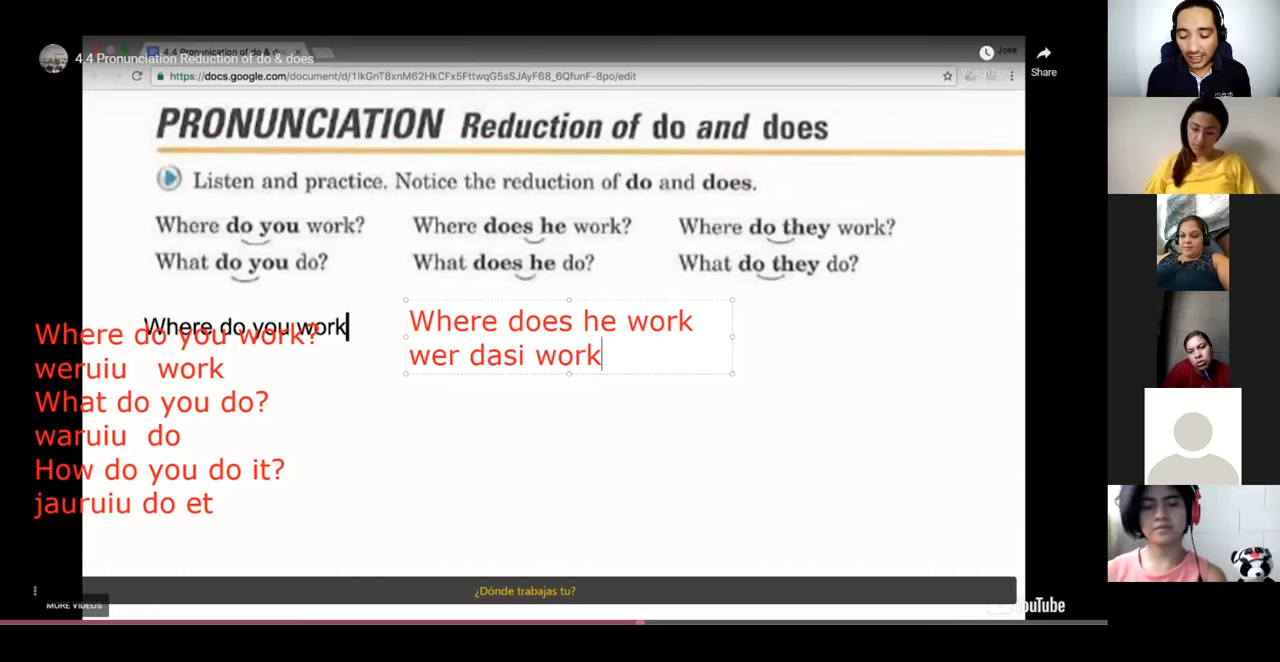 4.4 Pronunciation Reduction of do & does
Jose
https://docs.google.com/document/d/1IkGnT8xnM62HkCFx5FttwqG5sSJAyF68_6QfunF-8po/edit
Watch later
Share
PRONUNCIATION Reduction of do and does
Listen and practice. Notice the reduction of do and does.
Where do you work? Where does he work? Where do they work?
What do you do? What does he do? What do they do?
Where do you work
Where do you work?
weruiu work
What do you do?
waruiu do
How do you do it?
jauruiu do et
Where does he work
wer dasi work
¿Dónde trabajas tu?
MORE VIDEOS
YouTube